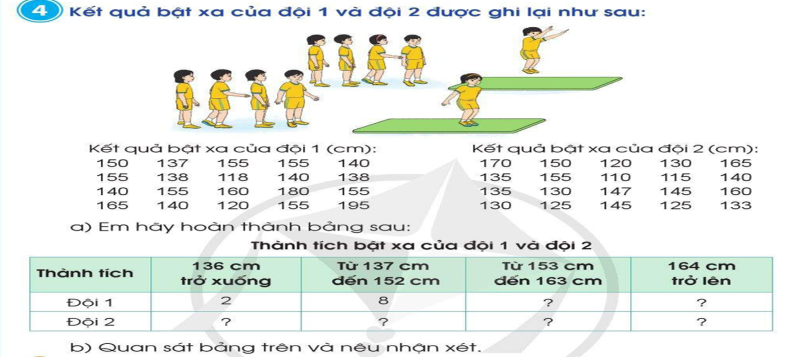 4 Kết quả bật xa của đội 1 và đội 2 được ghi lại như sau:
Kết quả bật xa của đội 1 (cm):
150 137 155 155 140
155 138 118 140 138
140 155 160 180 155
165 140 120 155 195
Kết quả bật xa của đội 2 (cm):
170 150 120 130 165
135 155 110 115 140
135 130 147 145 160
130 125 145 125 133
a) Em hãy hoàn thành bảng sau:
Thành tích bật xa của đội 1 và đội 2
Thành tích 136 cm trở xuống Từ 137 cm đến 152 cm Từ 153 cm đến 163 cm 164 cm trở lên
Đội 1 2 8 ? ?
Đội 2 ? ? ? ?
b) Quan sát bảng trên và nêu nhận xét.